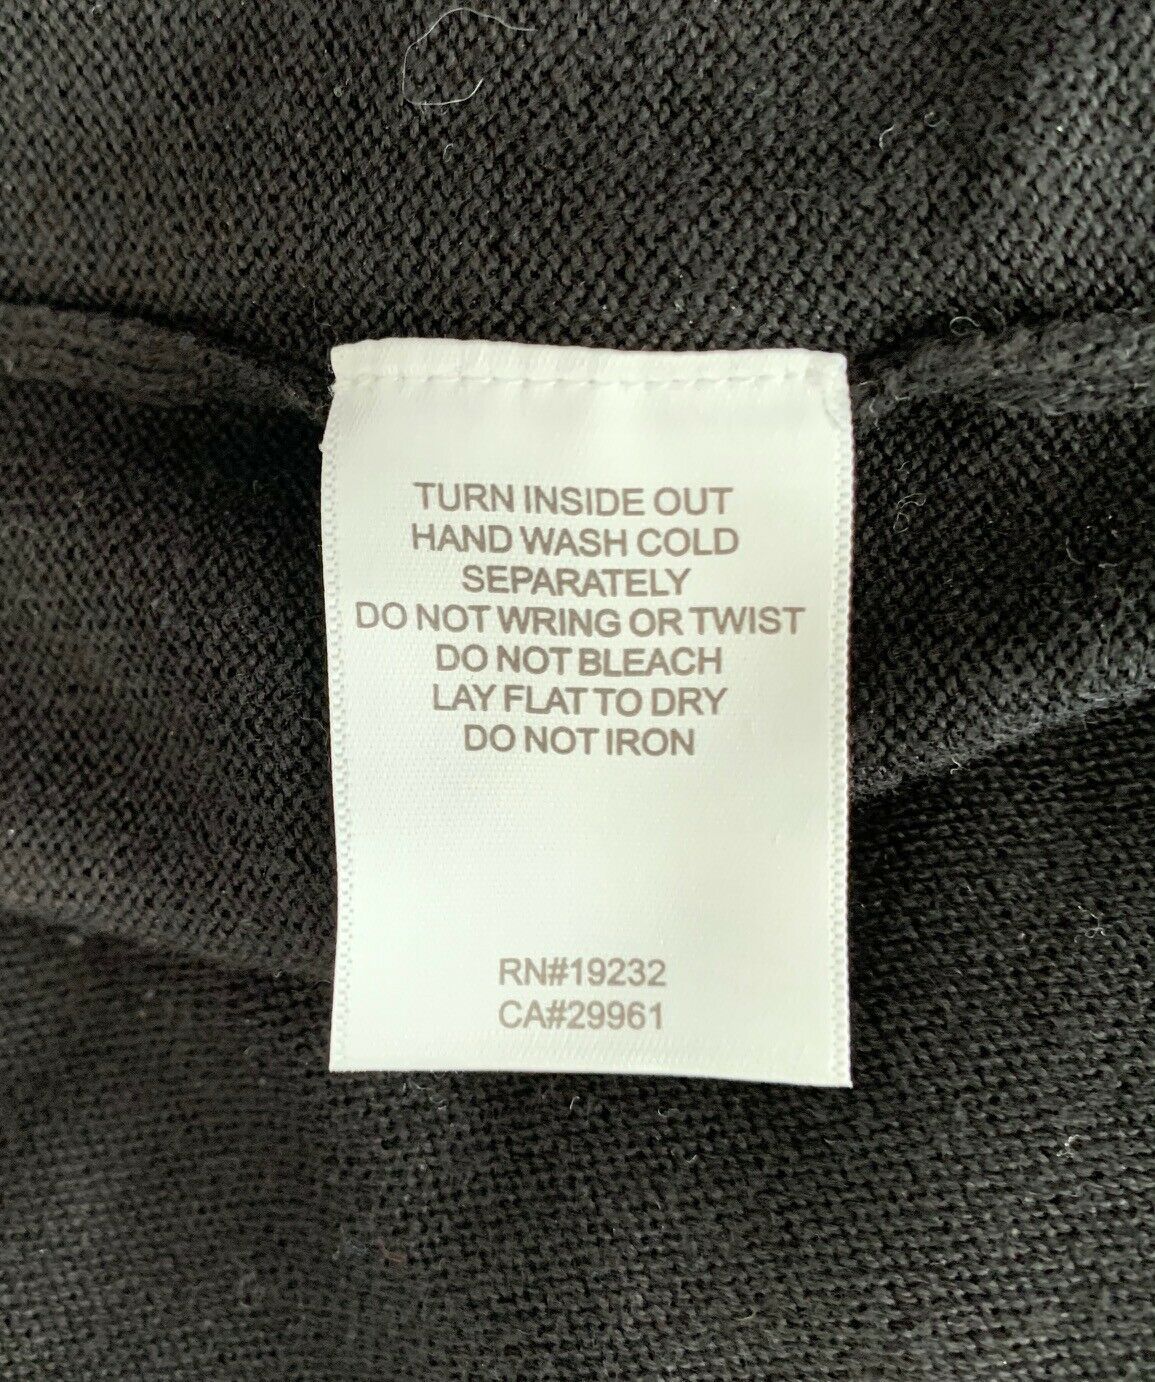 TURN INSIDE OUT
HAND WASH COLD
SEPARATELY
DO NOT WRING OR TWIST
DO NOT BLEACH
LAY FLAT TO DRY
DO NOT IRON
RN#19232
CA#29961